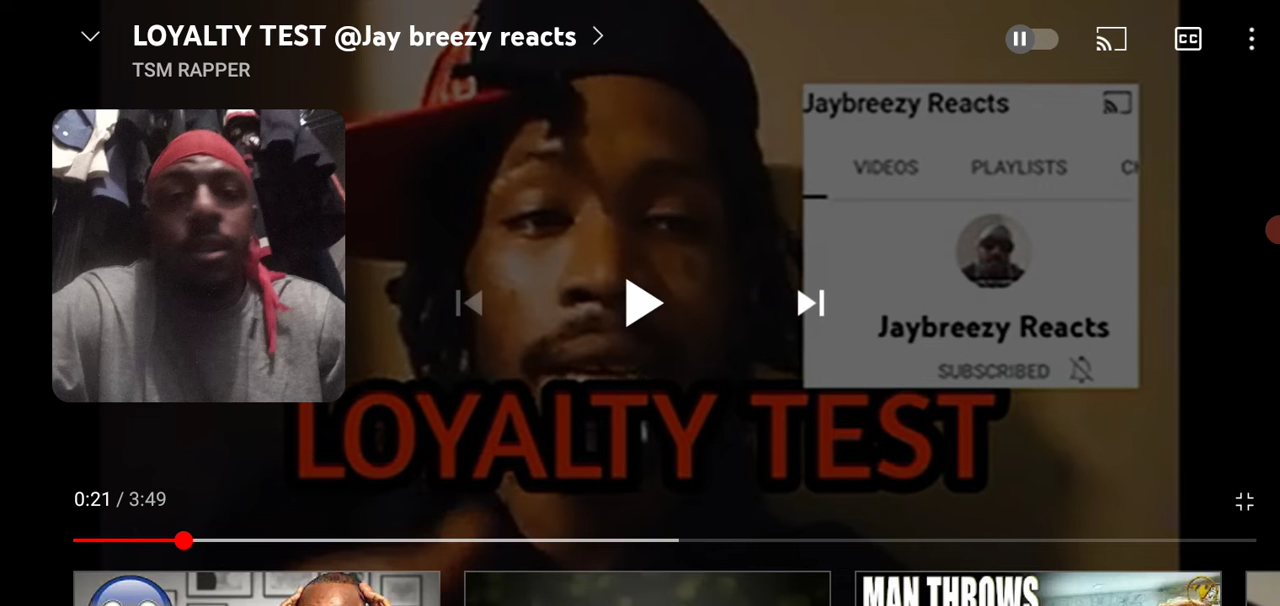 LOYALTY TEST @Jay breezy reacts
TSM RAPPER
CC
Jaybreezy Reacts
VIDEOS PLAYLISTS
Jaybreezy Reacts
SUBSCRIBED
LOYALTY TEST
0:21 / 3:49
MAN THROWS